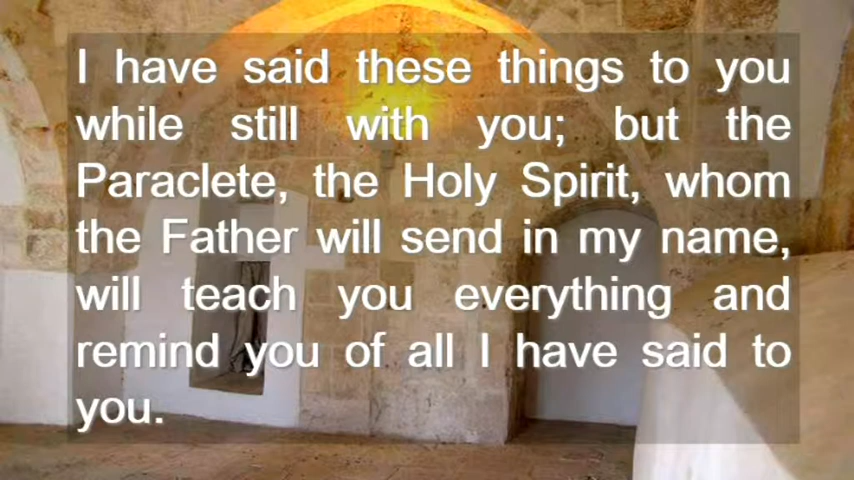 I have said these things to you
while still with you; but the
Paraclete, the Holy Spirit, whom
the Father will send in my name,
will teach you everything and
remind you of all I have said to
you.